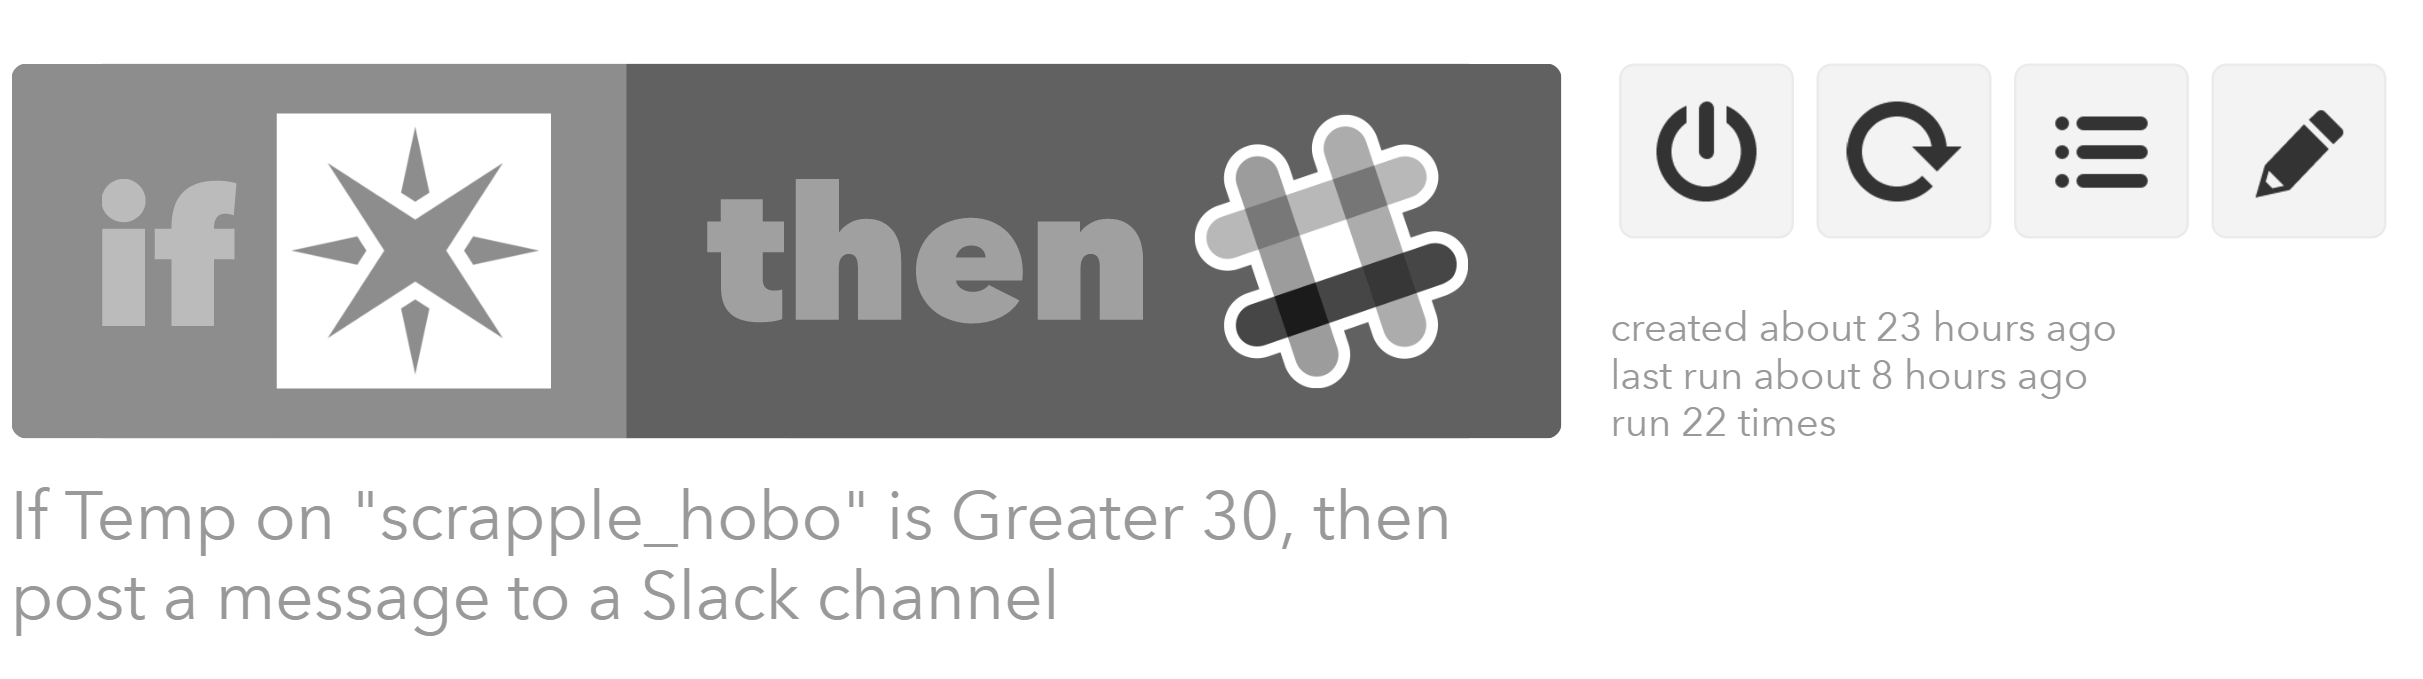 if then
created about 23 hours ago
last run about 8 hours ago
run 22 times
If Temp on "scrapple_hobo" is Greater 30, then
post a message to a Slack channel